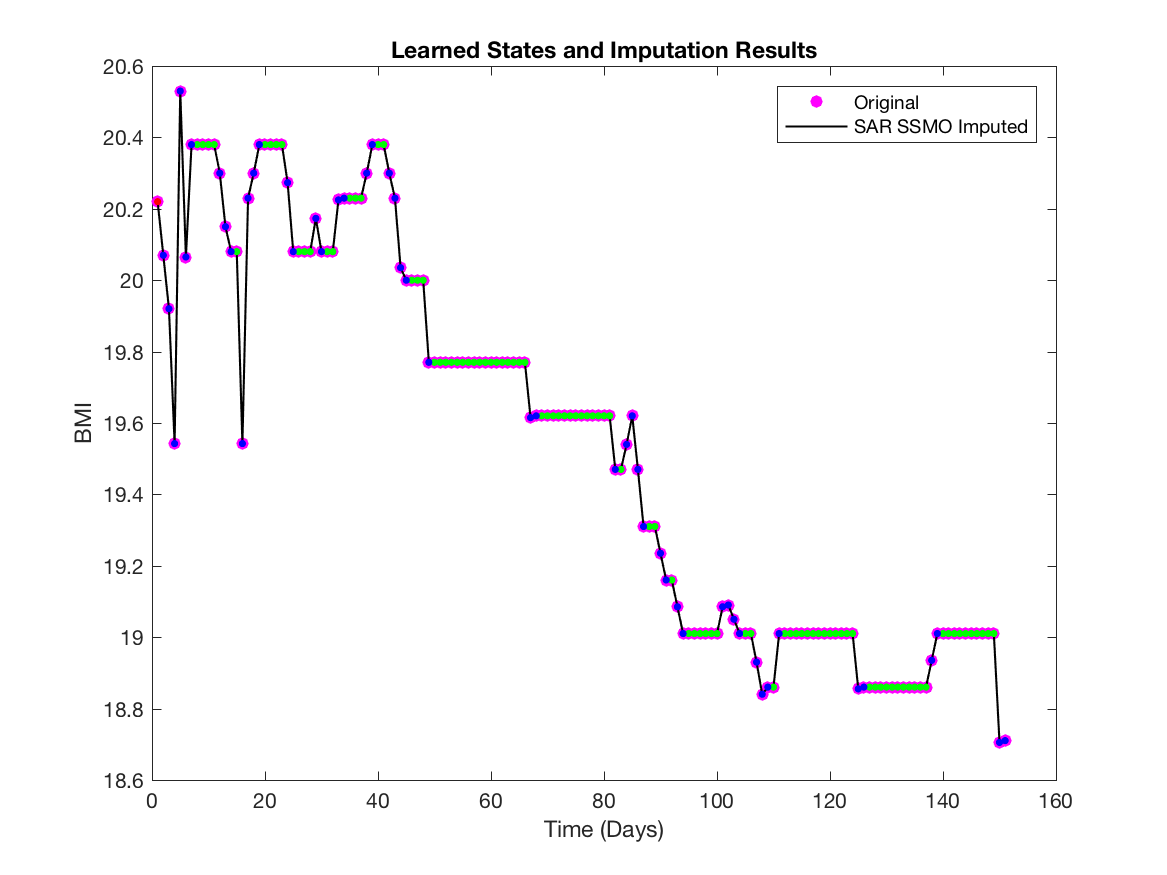 Learned States and Imputation Results
20.6
20.4
20.2
20
19.8
19.6
19.4
19.2
19
18.8
18.6
BMI
Original
SAR SSMO Imputed
0 20 40 60 80 100 120 140 160
Time (Days)